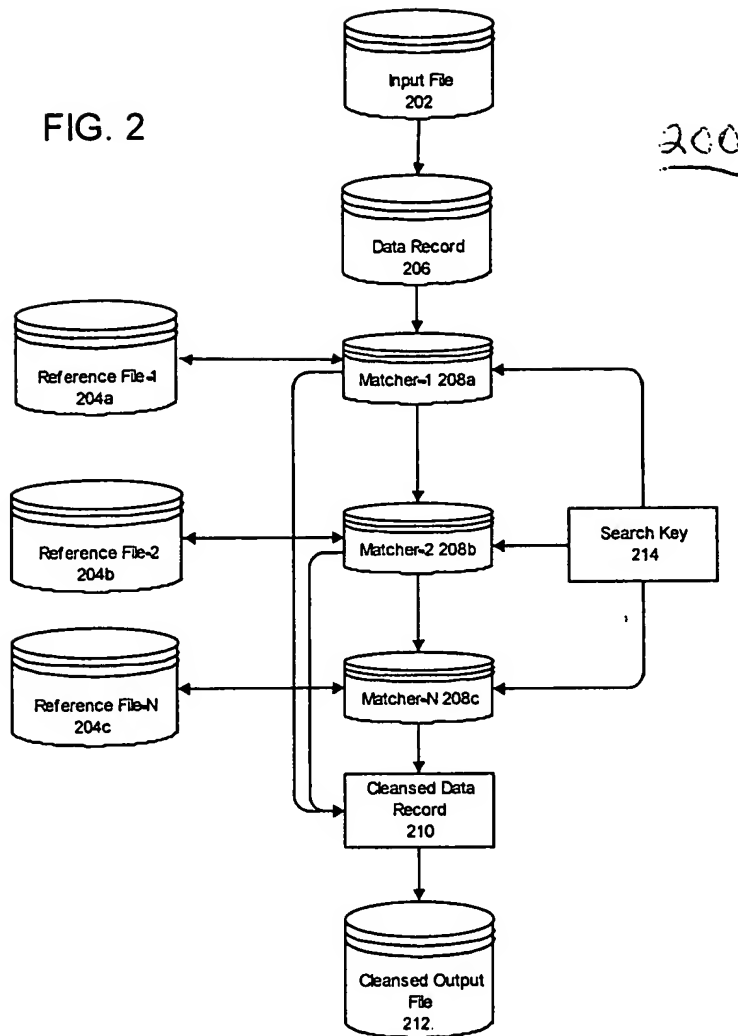 Input File
202
FIG. 2
200
Data Record
206
Reference File-1
204a
Matcher-1 208a
Reference File-2
204b
Matcher-2 208b
Search Key
214
Reference File-N
204c
Matcher-N 208c
Cleansed Data
Record
210
Cleansed Output
File
212.